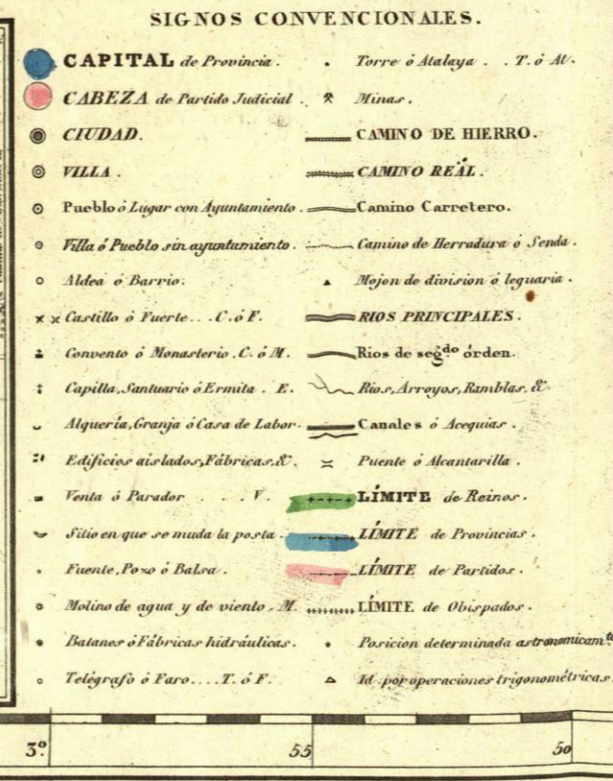 SIGNOS CONVENCIONALES.
CAPITAL de Provincia.
CABEZA de Partido Judicial.
CIUDAD.
VILLA.
Pueblo ó Lugar con Ayuntamiento.
Villa ó Pueblo sin ayuntamiento.
Aldea ó Barrio.
Castillo ó Fuerte... C. ó F.
Convento ó Monasterio. C. ó M.
Capilla, Santuario ó Ermita. E.
Alquería, Granja ó Casa de Labor.
Edificios aislados, Fábricas, &.
Venta ó Parador . . . . V.
Sitio en que se muda la posta.
Fuente, Pozo ó Balsa.
Molino de agua y de viento. M.
Batanes ó Fábricas hidráulicas.
Telégrafo ó Faro.... T. ó F.
Torre ó Atalaya . . T. ó At.
Minas.
CAMINO DE HIERRO.
CAMINO REÁL.
Camino Carretero.
Camino de Herradura ó Senda.
Mojon de division ó leguaria.
RIOS PRINCIPALES.
Rios de segdo órden.
Rios, Arroyos, Ramblas, &.
Canales ó Acequias.
Puente ó Alcantarilla.
LÍMITE de Reinos.
LÍMITE de Provincias.
LÍMITE de Partidos.
LÍMITE de Obispados.
Posicion determinada astronomicamte
Id. por operaciones trigonométricas.
3º 55 50